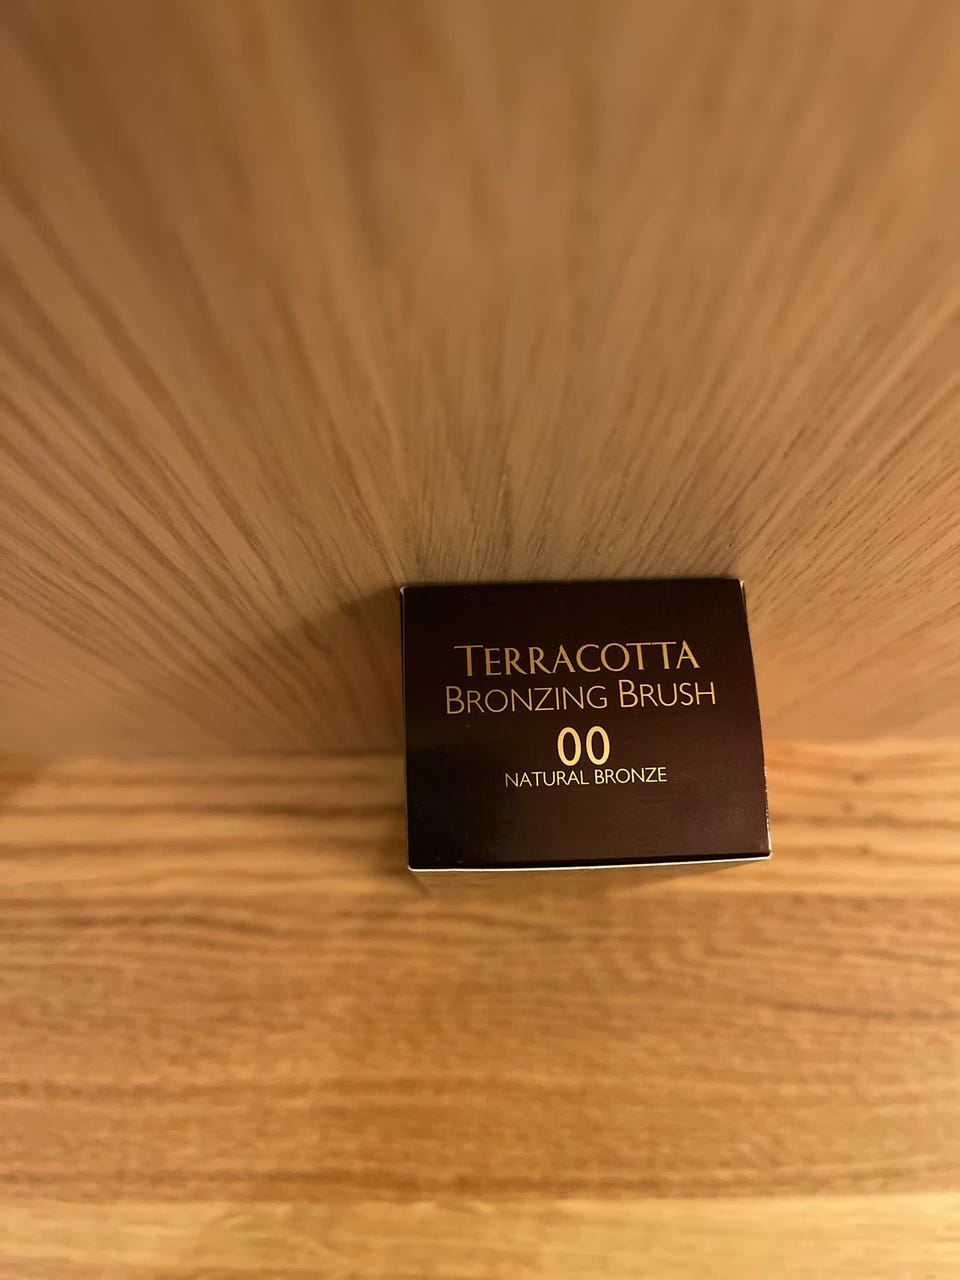 TERRACOTTA
BRONZING BRUSH
00
NATURAL BRONZE